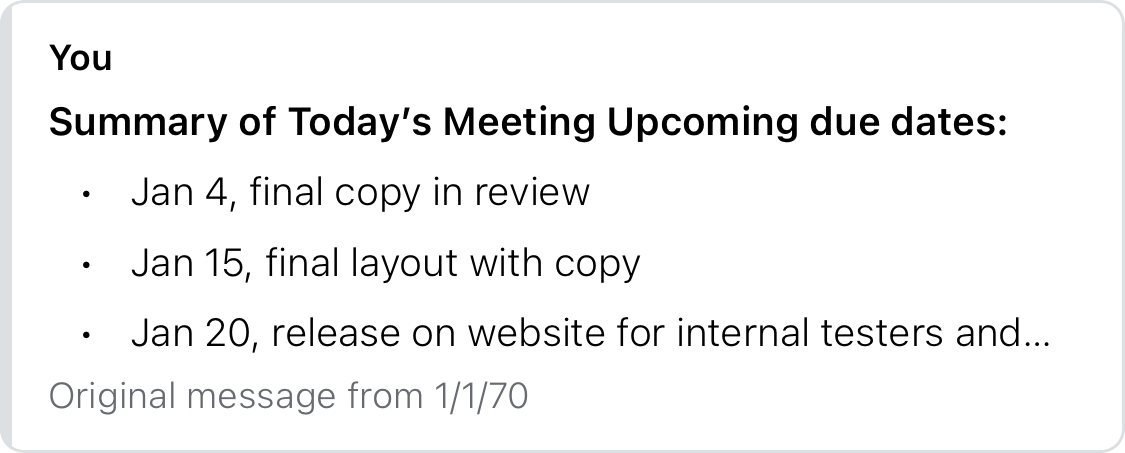 You
Summary of Today’s Meeting Upcoming due dates:
• Jan 4, final copy in review
• Jan 15, final layout with copy
• Jan 20, release on website for internal testers and...
Original message from 1/1/70